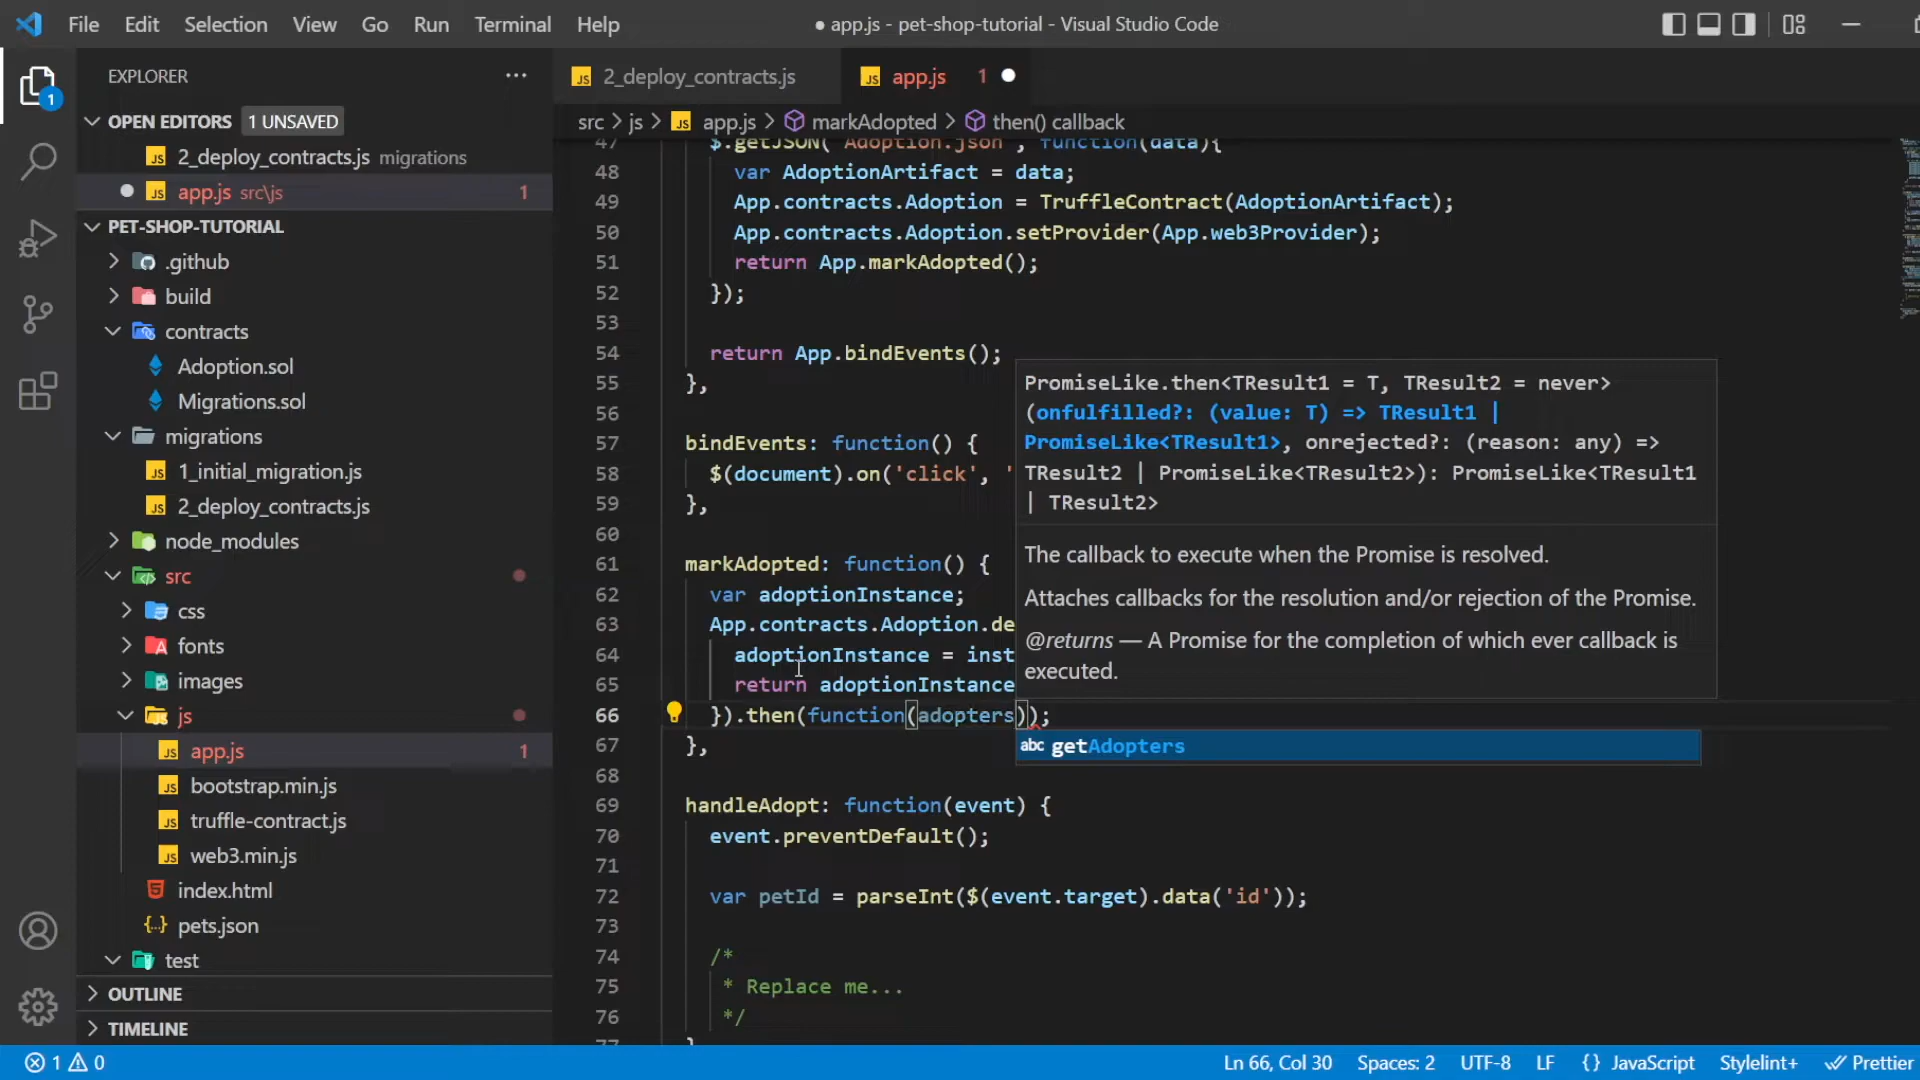 File Edit Selection View Go Run Terminal Help
● app.js - pet-shop-tutorial - Visual Studio Code
EXPLORER
OPEN EDITORS 1 UNSAVED
2_deploy_contracts.js migrations
app.js src\js 1
PET-SHOP-TUTORIAL
.github
build
contracts
Adoption.sol
Migrations.sol
migrations
1_initial_migration.js
2_deploy_contracts.js
node_modules
src
css
fonts
images
js
app.js 1
bootstrap.min.js
truffle-contract.js
web3.min.js
index.html
pets.json
test
OUTLINE
TIMELINE
2_deploy_contracts.js app.js 1
src > js > app.js > markAdopted > then() callback
47 $.getJSON('Adoption.json', function(data){
48 var AdoptionArtifact = data;
49 App.contracts.Adoption = TruffleContract(AdoptionArtifact);
50 App.contracts.Adoption.setProvider(App.web3Provider);
51 return App.markAdopted();
52 });
53
54 return App.bindEvents();
55 },
56
57 bindEvents: function() {
58 $(document).on('click', '
59 },
60
61 markAdopted: function() {
62 var adoptionInstance;
63 App.contracts.Adoption.de
64 adoptionInstance = inst
65 return adoptionInstance
66 }).then(function(adopters));
67 },
68
69 handleAdopt: function(event) {
70 event.preventDefault();
71
72 var petId = parseInt($(event.target).data('id'));
73
74 /*
75 * Replace me...
76 */
77 }
PromiseLike.then<TResult1 = T, TResult2 = never>
(onfulfilled?: (value: T) => TResult1 |
PromiseLike<TResult1>, onrejected?: (reason: any) =>
TResult2 | PromiseLike<TResult2>): PromiseLike<TResult1
| TResult2>
The callback to execute when the Promise is resolved.
Attaches callbacks for the resolution and/or rejection of the Promise.
@returns — A Promise for the completion of which ever callback is
executed.
abc getAdopters
1 0
Ln 66, Col 30 Spaces: 2 UTF-8 LF {} JavaScript Stylelint+ Prettier
1